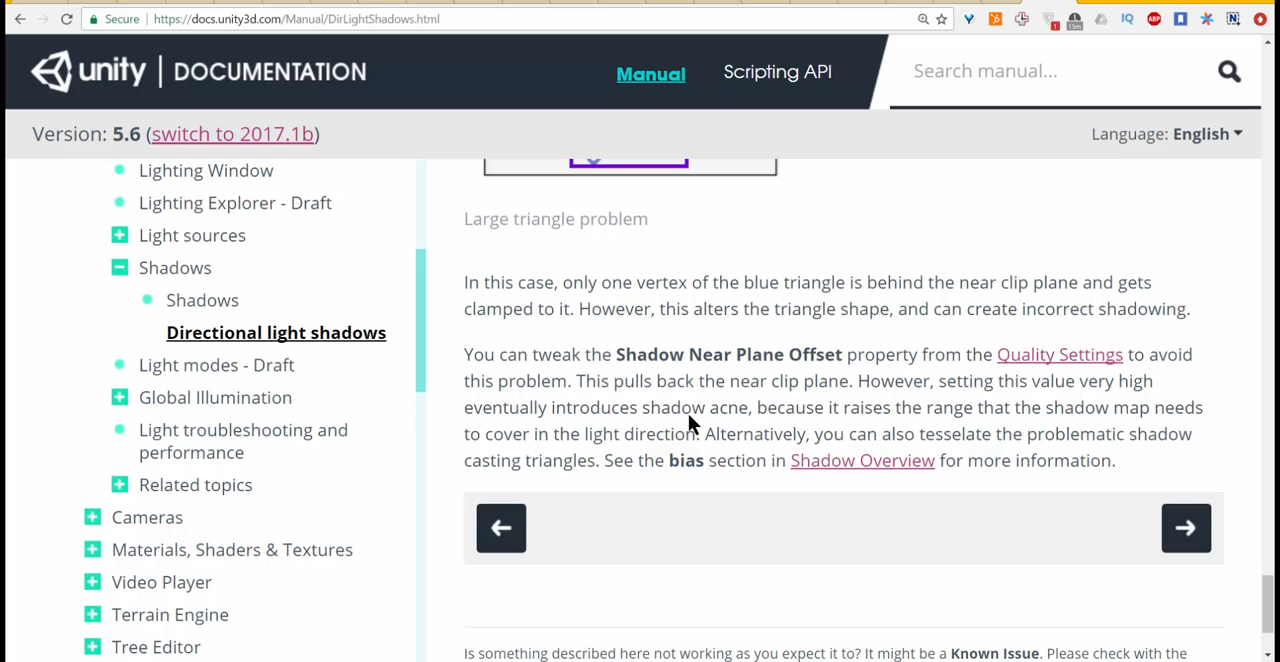 Secure https://docs.unity3d.com/Manual/DirLightShadows.html
1
15m
IQ
ABP
N
unity | DOCUMENTATION
Manual
Scripting API
Search manual...
Version: 5.6 (switch to 2017.1b)
Language: English
Lighting Window
Lighting Explorer - Draft
Light sources
Shadows
Shadows
Directional light shadows
Light modes - Draft
Global Illumination
Light troubleshooting and
performance
Related topics
Cameras
Materials, Shaders & Textures
Video Player
Terrain Engine
Tree Editor
Large triangle problem
In this case, only one vertex of the blue triangle is behind the near clip plane and gets
clamped to it. However, this alters the triangle shape, and can create incorrect shadowing.
You can tweak the Shadow Near Plane Offset property from the Quality Settings to avoid
this problem. This pulls back the near clip plane. However, setting this value very high
eventually introduces shadow acne, because it raises the range that the shadow map needs
to cover in the light direction. Alternatively, you can also tesselate the problematic shadow
casting triangles. See the bias section in Shadow Overview for more information.
Is something described here not working as you expect it to? It might be a Known Issue. Please check with the